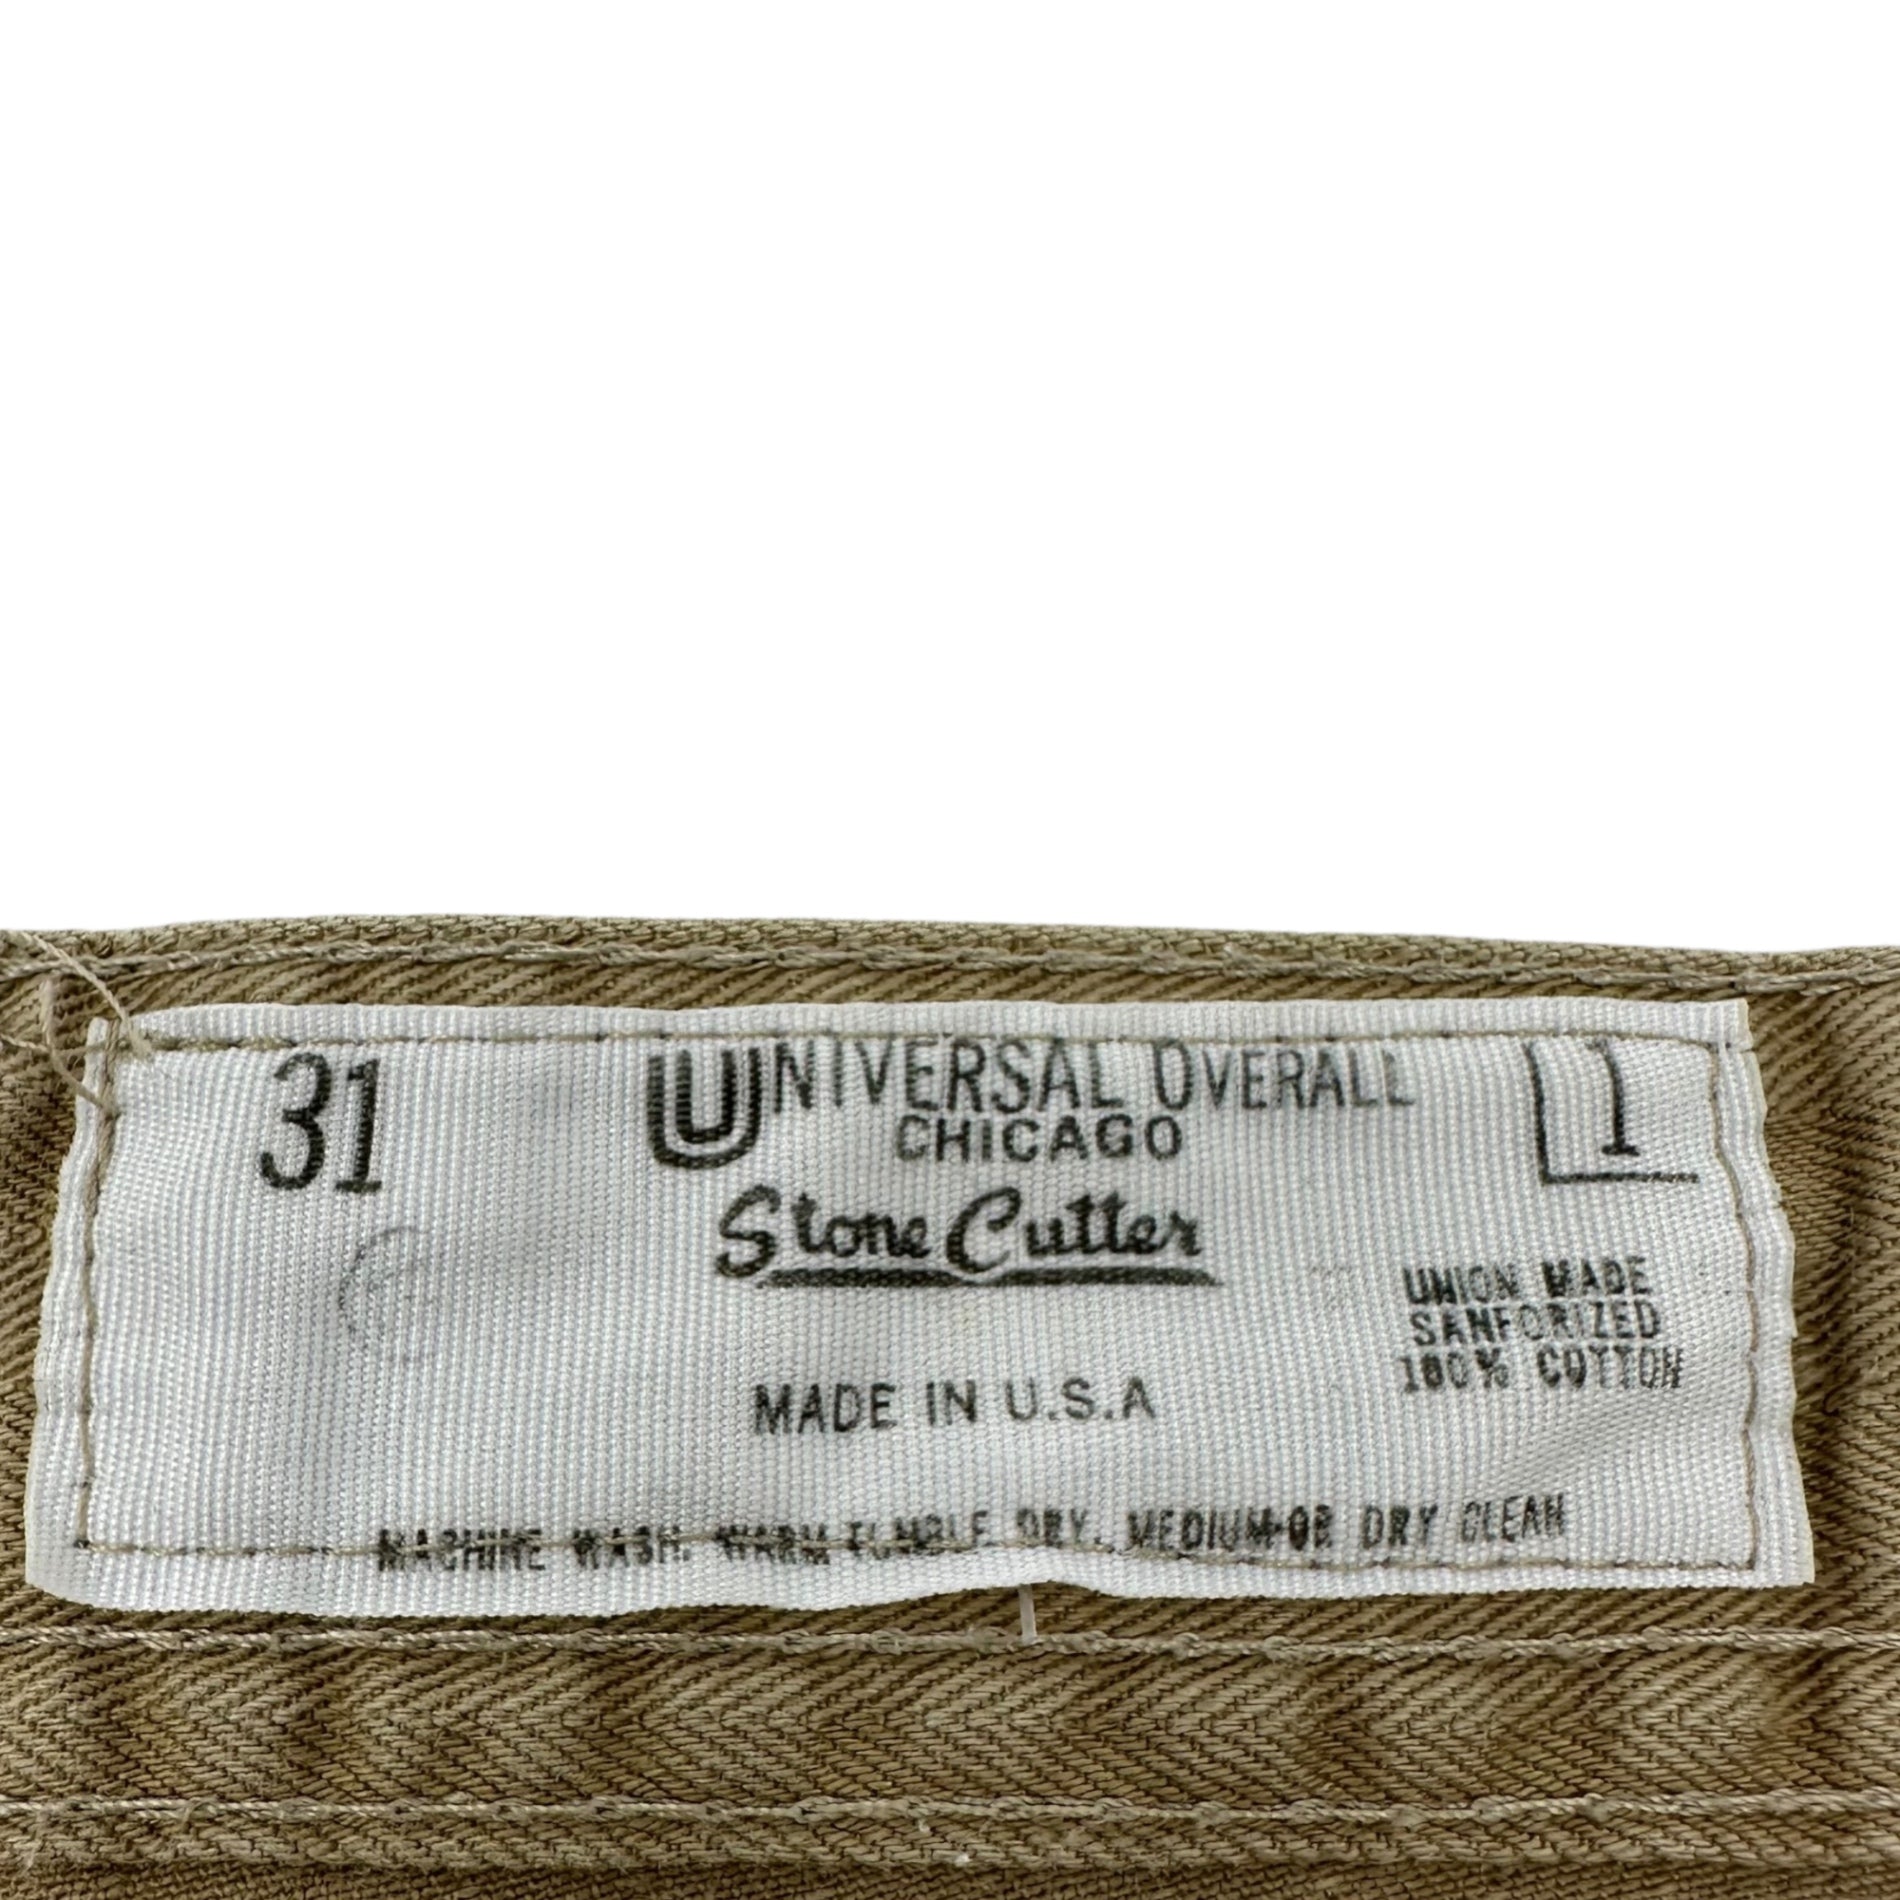 31
UNIVERSAL OVERALL
CHICAGO
1
Stone Cutter
UNION MADE
SANFORIZED
100% COTTON
MADE IN U.S.A
MACHINE WASH. WARM TUMBLE DRY. MEDIUM OR DRY CLEAN